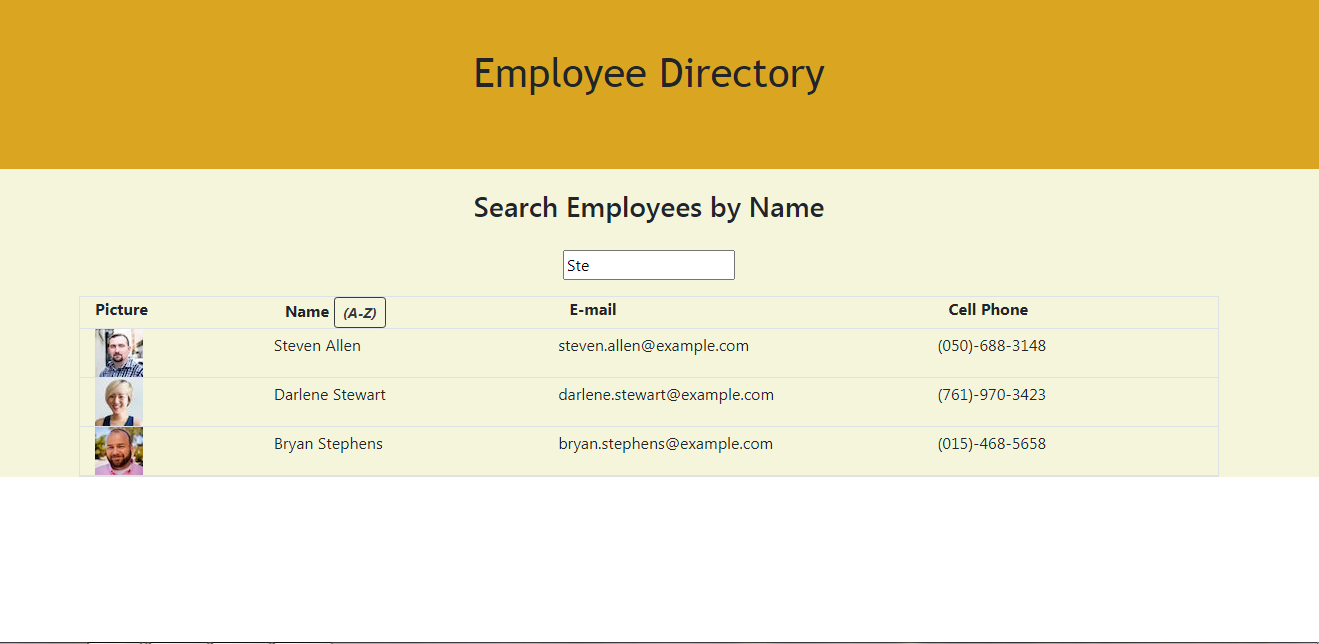 Employee Directory
Search Employees by Name
Ste
Picture Name (A-Z) E-mail Cell Phone
Steven Allen steven.allen@example.com (050)-688-3148
Darlene Stewart darlene.stewart@example.com (761)-970-3423
Bryan Stephens bryan.stephens@example.com (015)-468-5658